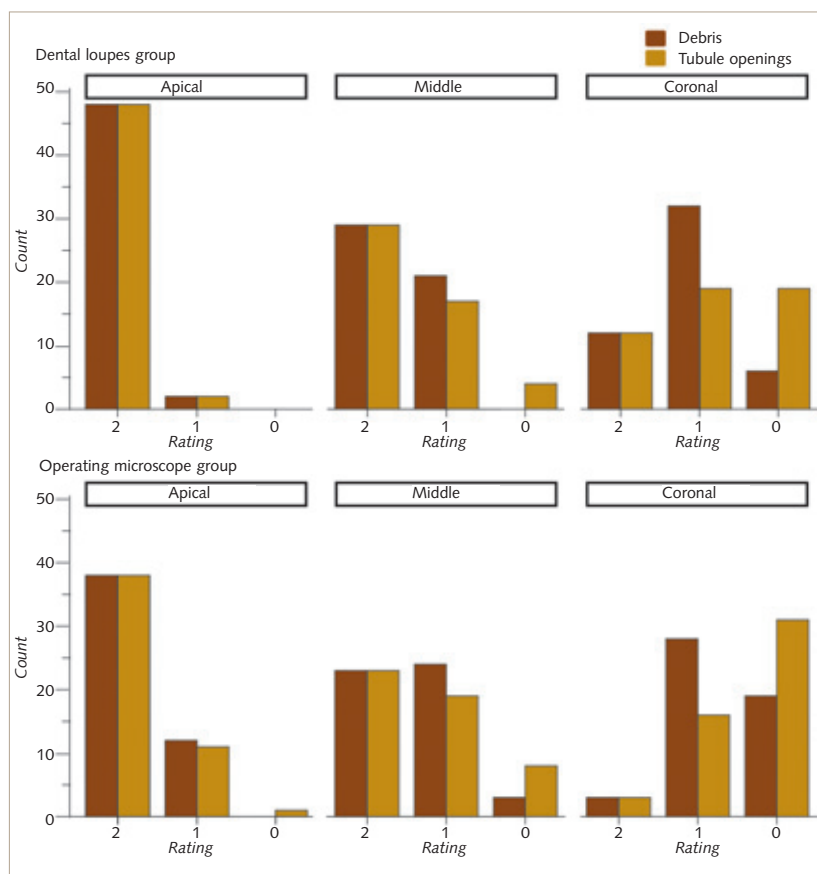 Debris
Dental loupes group
Tubule openings
Apical
Middle
Coronal
50
40
30
20
10
0
Count
2 1 0
Rating
2 1 0
Rating
2 1 0
Rating
Operating microscope group
Apical
Middle
Coronal
50
40
30
20
10
0
Count
2 1 0
Rating
2 1 0
Rating
2 1 0
Rating